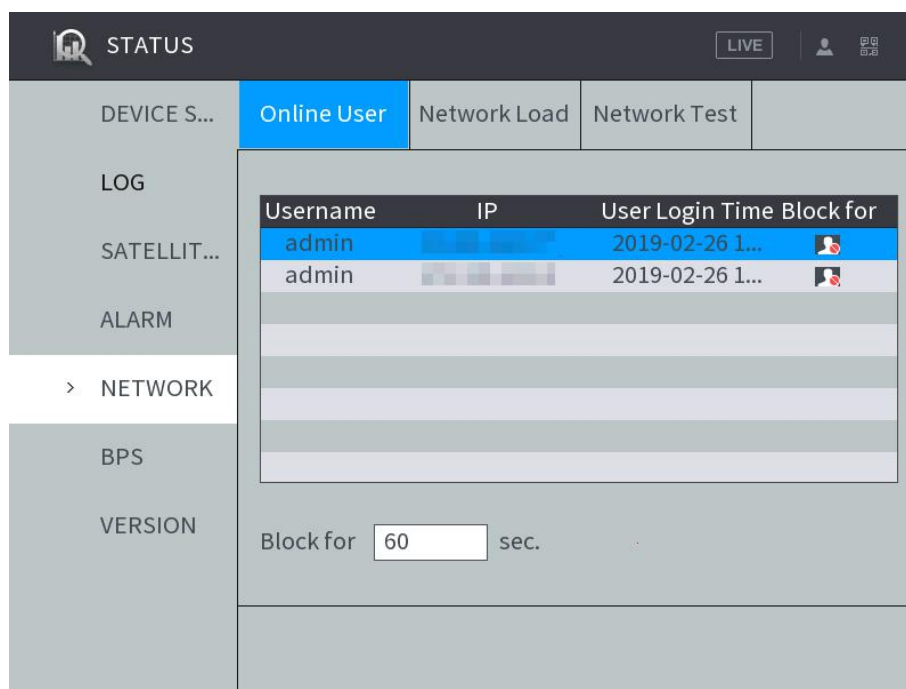 STATUS LIVE
DEVICE S... Online User Network Load Network Test
LOG
Username IP User Login Time Block for
admin 2019-02-26 1...
SATELLIT...
admin 2019-02-26 1...
ALARM
> NETWORK
BPS
VERSION
Block for 60 sec.